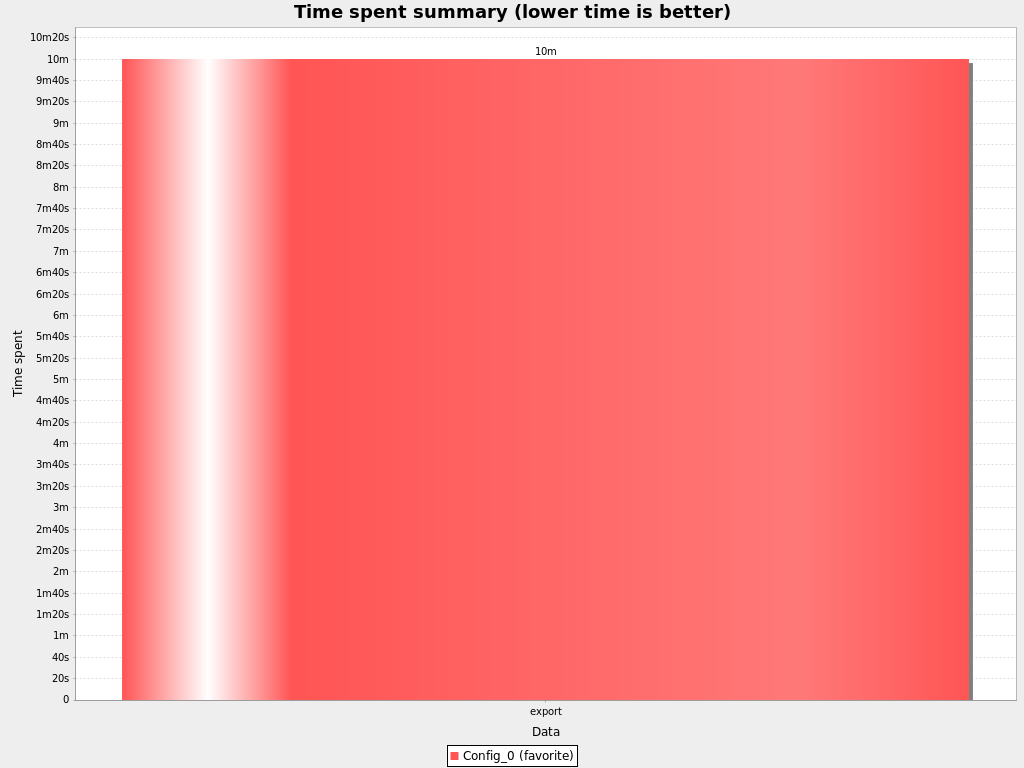 Time spent summary (lower time is better)
10m20s
10m
9m40s
9m20s
9m
8m40s
8m20s
8m
7m40s
7m20s
7m
6m40s
6m20s
6m
5m40s
5m20s
5m
4m40s
4m20s
4m
3m40s
3m20s
3m
2m40s
2m20s
2m
1m40s
1m20s
1m
40s
20s
0
Time spent
10m
export
Data
Config_0 (favorite)